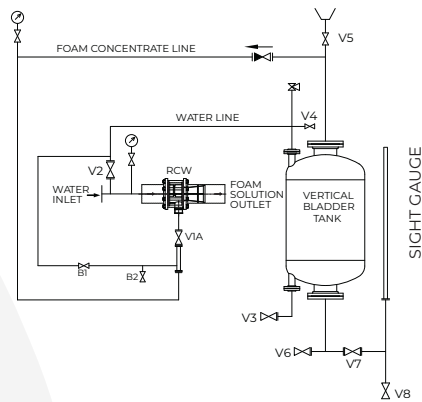 V5
FOAM CONCENTRATE LINE
WATER LINE
V4
V2
RCW
WATER
INLET
FOAM
SOLUTION
OUTLET
VERTICAL
BLADDER
TANK
SIGHT GAUGE
V1A
B1
B2
V3
V6
V7
V8